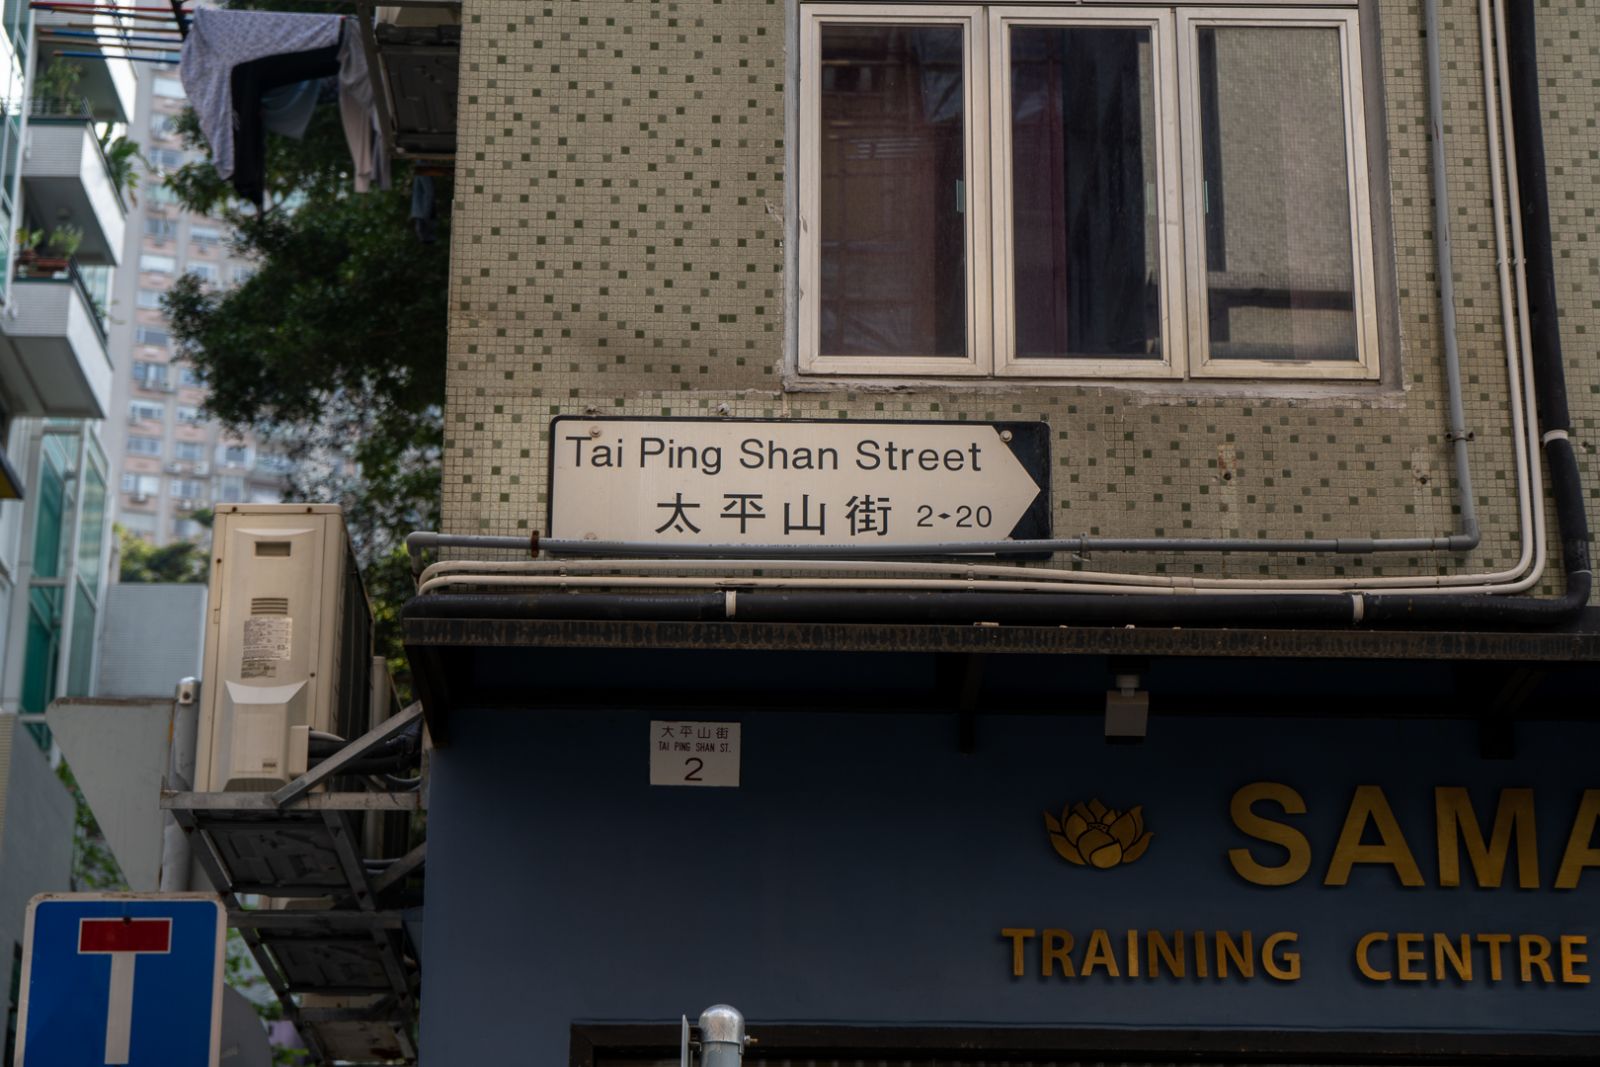 Tai Ping Shan Street
太平山街 2-20
太平山街
TAI PING SHAN ST.
2
TRAINING CENTRE